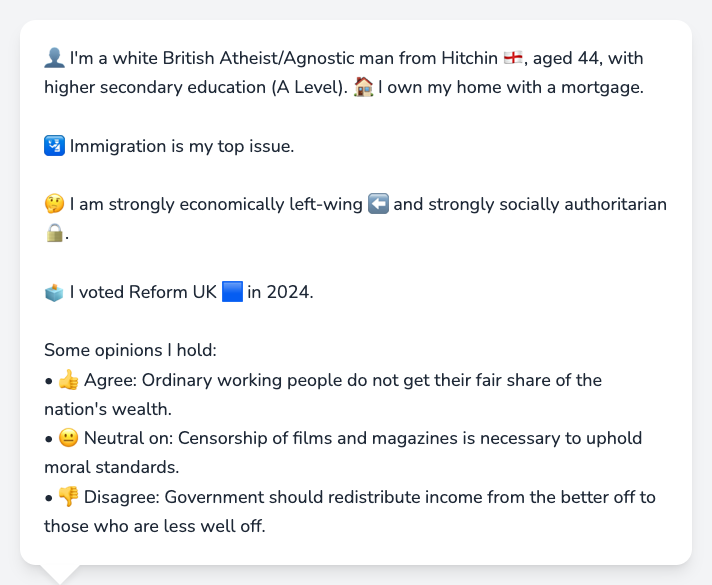 👤 I'm a white British Atheist/Agnostic man from Hitchin 🏴󠁧󠁢󠁥󠁮󠁧󠁿, aged 44, with
higher secondary education (A Level). 🏠 I own my home with a mortgage.
🛂 Immigration is my top issue.
🤔 I am strongly economically left-wing ⬅️ and strongly socially authoritarian
🔒.
🗳️ I voted Reform UK 🟦 in 2024.
Some opinions I hold:
• 👍 Agree: Ordinary working people do not get their fair share of the
nation's wealth.
• 😐 Neutral on: Censorship of films and magazines is necessary to uphold
moral standards.
• 👎 Disagree: Government should redistribute income from the better off to
those who are less well off.